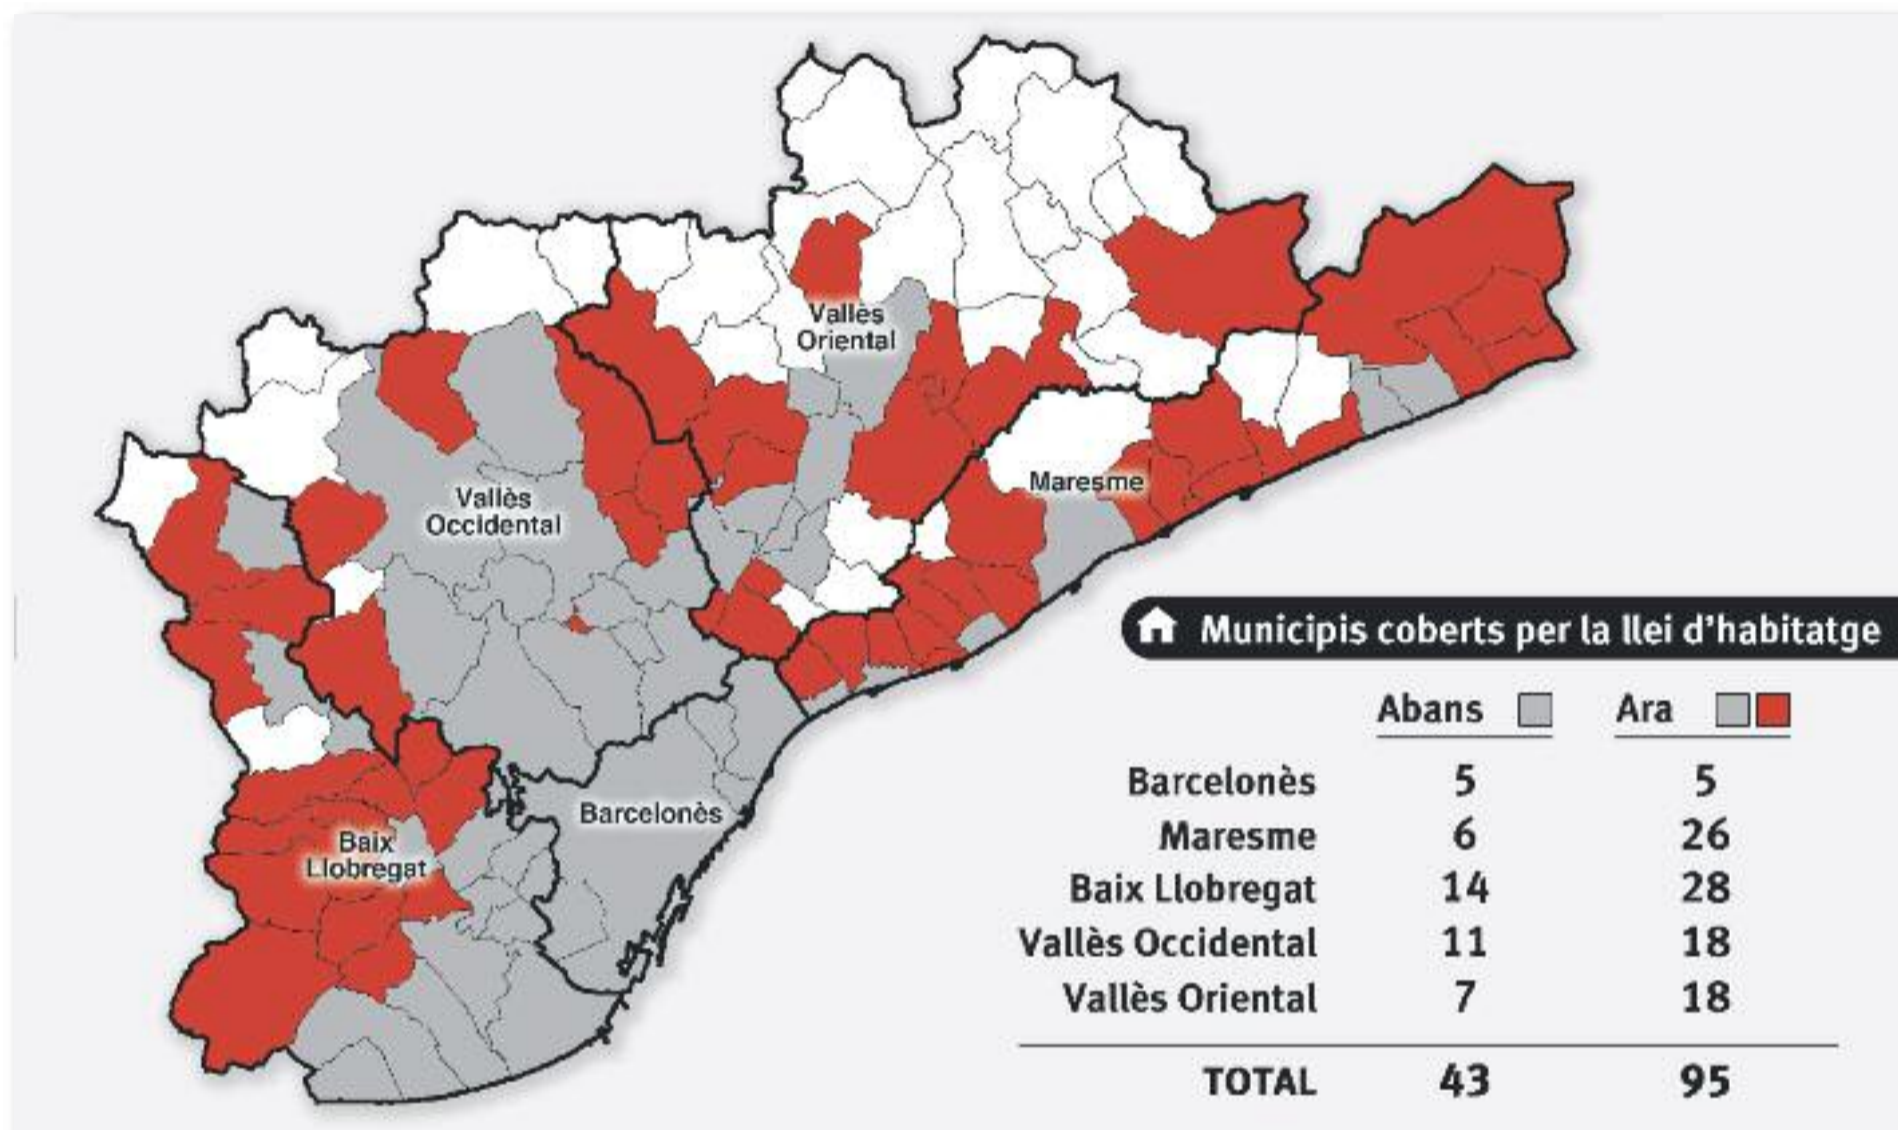 Vallès
Oriental
Vallès
Occidental
Maresme
Barcelonès
Baix
Llobregat
Municipis coberts per la llei d'habitatge
Abans Ara
Barcelonès 5 5
Maresme 6 26
Baix Llobregat 14 28
Vallès Occidental 11 18
Vallès Oriental 7 18
TOTAL 43 95